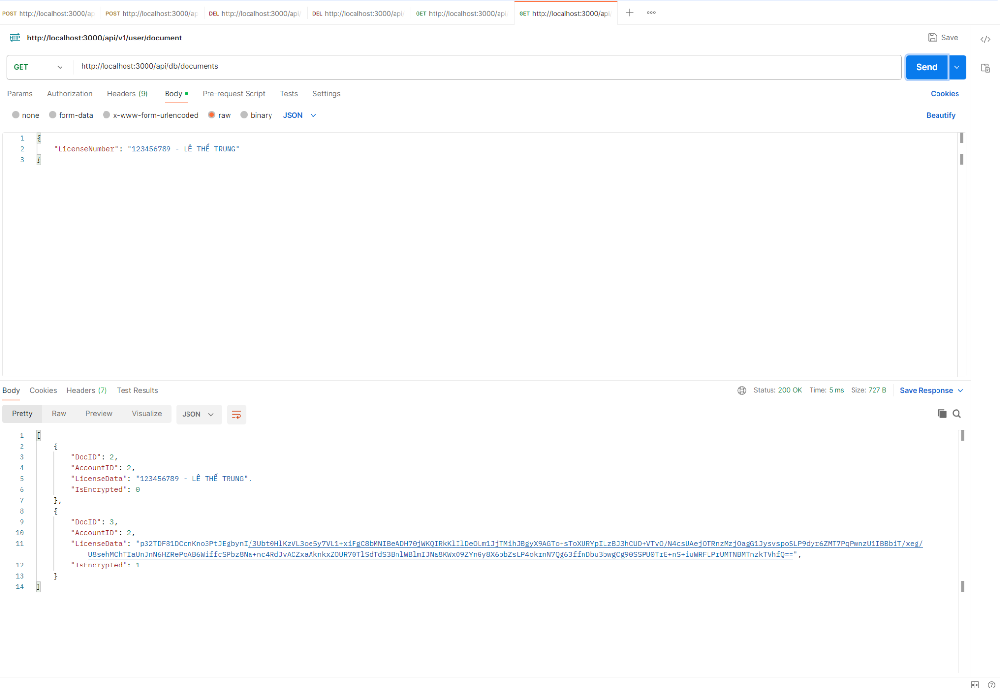 POST http://localhost:3000/ap POST http://localhost:3000/ap DEL http://localhost:3000/api/ DEL http://localhost:3000/api/ GET http://localhost:3000/api/ GET http://localhost:3000/api/
HTTP http://localhost:3000/api/v1/user/document Save
GET http://localhost:3000/api/db/documents Send
Params Authorization Headers (9) Body Pre-request Script Tests Settings Cookies
none form-data x-www-form-urlencoded raw binary JSON Beautify
1 {
2 "LicenseNumber": "123456789 - LÊ THẾ TRUNG"
3 }
Body Cookies Headers (7) Test Results Status: 200 OK Time: 5 ms Size: 727 B Save Response
Pretty Raw Preview Visualize JSON
1 [
2 {
3 "DocID": 2,
4 "AccountID": 2,
5 "LicenseData": "123456789 - LÊ THẾ TRUNG",
6 "IsEncrypted": 0
7 },
8 {
9 "DocID": 3,
10 "AccountID": 2,
11 "LicenseData": "p32TDF81DCcnKno3PtJEgbynI/3Ubt0HlKzVL3oe5y7VL1+xiFgC8bMNIBeADH70jWKQIRkKlIlDeOLm1JjTMihJBgyX9AGTo+sToXURYpILzBJ3hCUD+VTvO/N4csUAejOTRnzMzjOagG1JysvspoSLP9dyr6ZMT7PqPwnzU1IBBbiT/xeg/
U8sehMChTIaUnJnN6HZRePoAB6WiffcSPbz8Na+nc4RdJvACZxaAknkxZOUR70TlSdTdS3BnlWBlmIJNa8KWxO9ZYnGy8X6bbZsLP4okrnN7Qg63ffnDbu3bwgCg90SSPU0TrE+nS+iuWRFLPrUMTNBMTnzkTVhfQ==",
12 "IsEncrypted": 1
13 }
14 ]